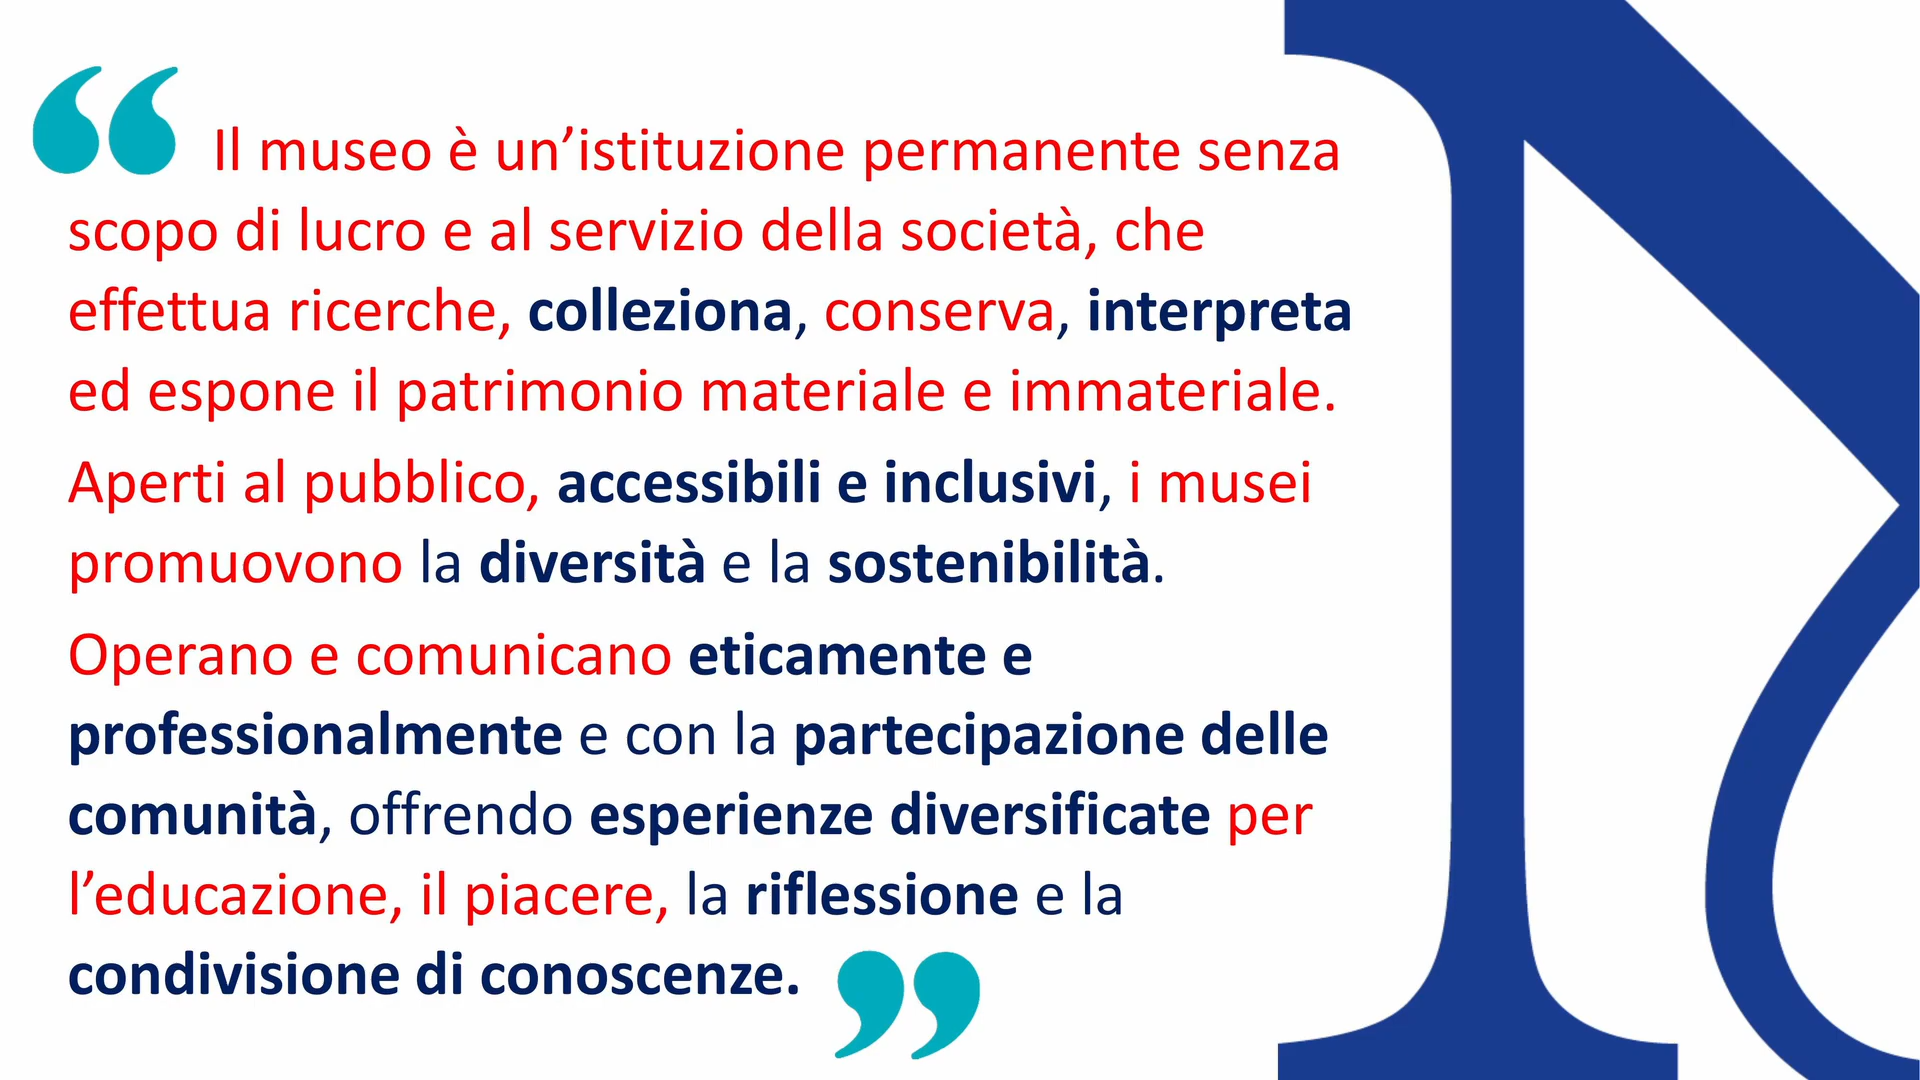 “ Il museo è un’istituzione permanente senza
scopo di lucro e al servizio della società, che
effettua ricerche, colleziona, conserva, interpreta
ed espone il patrimonio materiale e immateriale.
Aperti al pubblico, accessibili e inclusivi, i musei
promuovono la diversità e la sostenibilità.
Operano e comunicano eticamente e
professionalmente e con la partecipazione delle
comunità, offrendo esperienze diversificate per
l’educazione, il piacere, la riflessione e la
condivisione di conoscenze. ”